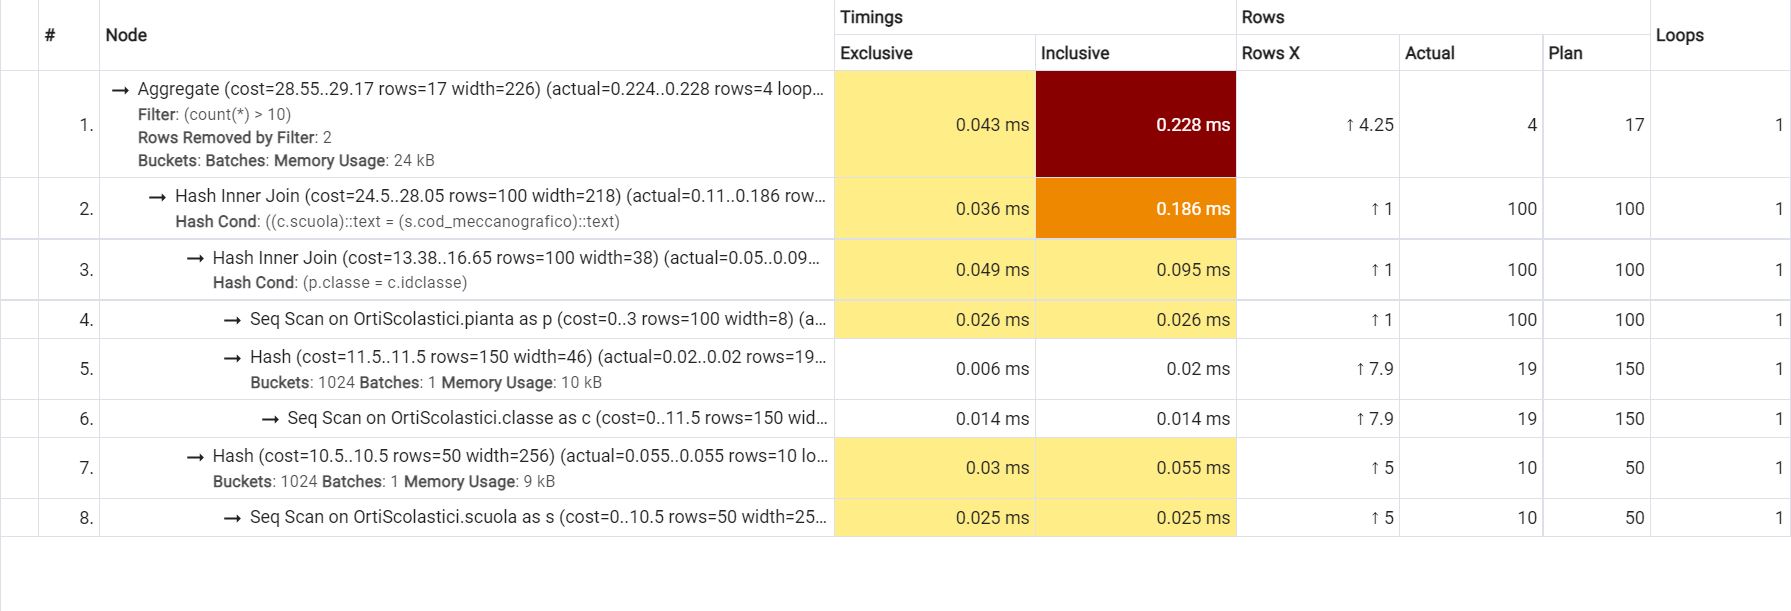 # Node Timings Rows Loops
Exclusive Inclusive Rows X Actual Plan
1. → Aggregate (cost=28.55..29.17 rows=17 width=226) (actual=0.224..0.228 rows=4 loop... 0.043 ms 0.228 ms ↑ 4.25 4 17 1
Filter: (count(*) > 10)
Rows Removed by Filter: 2
Buckets: Batches: Memory Usage: 24 kB
2. → Hash Inner Join (cost=24.5..28.05 rows=100 width=218) (actual=0.11..0.186 row... 0.036 ms 0.186 ms ↑ 1 100 100 1
Hash Cond: ((c.scuola)::text = (s.cod_meccanografico)::text)
3. → Hash Inner Join (cost=13.38..16.65 rows=100 width=38) (actual=0.05..0.09... 0.049 ms 0.095 ms ↑ 1 100 100 1
Hash Cond: (p.classe = c.idclasse)
4. → Seq Scan on OrtiScolastici.pianta as p (cost=0..3 rows=100 width=8) (a... 0.026 ms 0.026 ms ↑ 1 100 100 1
5. → Hash (cost=11.5..11.5 rows=150 width=46) (actual=0.02..0.02 rows=19... 0.006 ms 0.02 ms ↑ 7.9 19 150 1
Buckets: 1024 Batches: 1 Memory Usage: 10 kB
6. → Seq Scan on OrtiScolastici.classe as c (cost=0..11.5 rows=150 wid... 0.014 ms 0.014 ms ↑ 7.9 19 150 1
7. → Hash (cost=10.5..10.5 rows=50 width=256) (actual=0.055..0.055 rows=10 lo... 0.03 ms 0.055 ms ↑ 5 10 50 1
Buckets: 1024 Batches: 1 Memory Usage: 9 kB
8. → Seq Scan on OrtiScolastici.scuola as s (cost=0..10.5 rows=50 width=25... 0.025 ms 0.025 ms ↑ 5 10 50 1